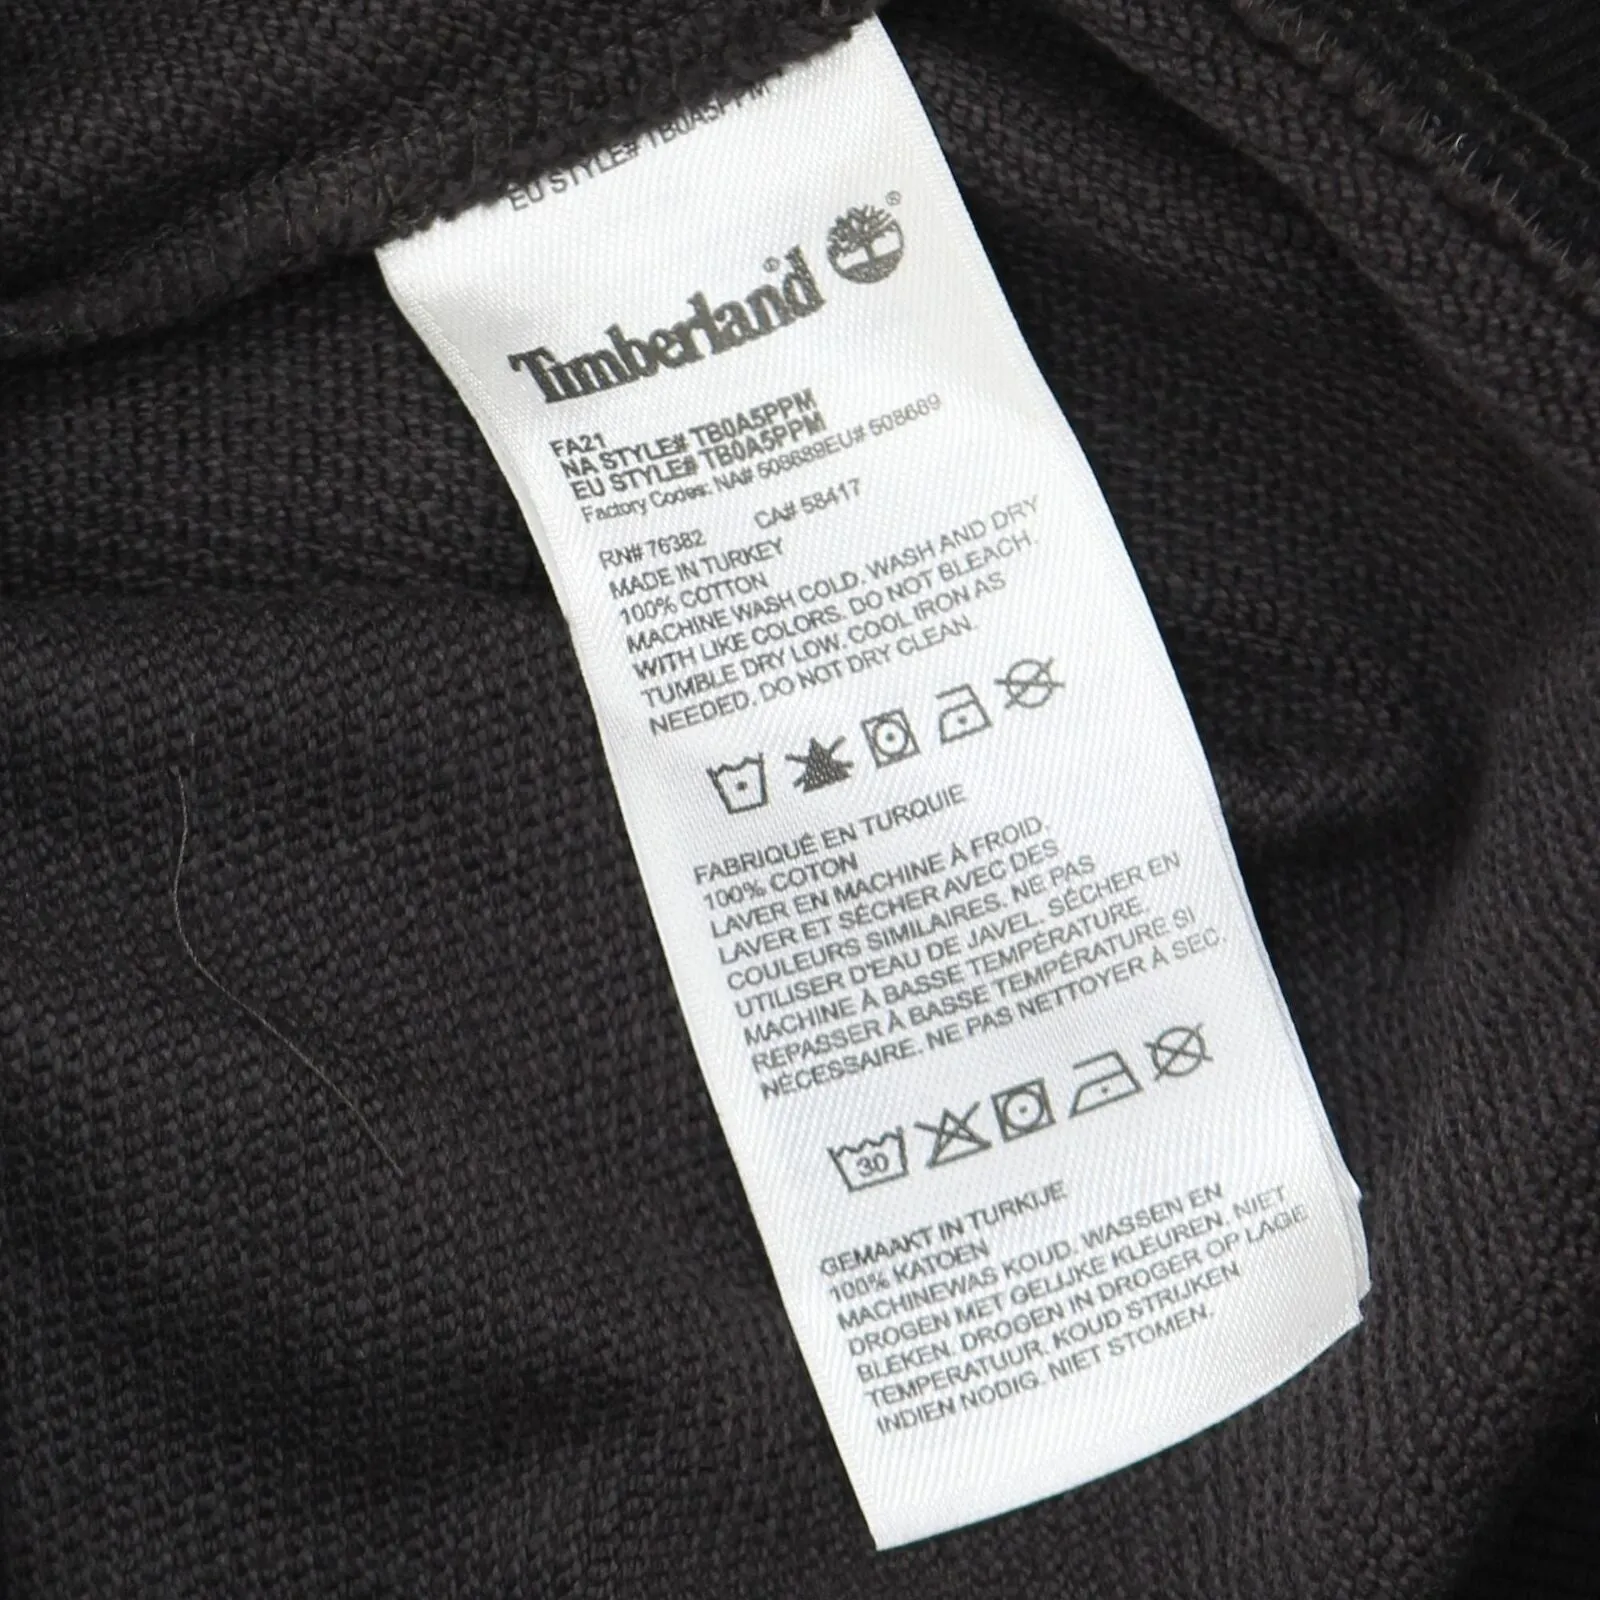 EU STYLE# TB0A5PPM
Timberland
FA21
NA STYLE# TB0A5PPM
EU STYLE# TB0A5PPM
Factory Codes: NA# 508689EU# 508689
RN# 76382 CA# 58417
MADE IN TURKEY
100% COTTON
MACHINE WASH COLD. WASH AND DRY
WITH LIKE COLORS. DO NOT BLEACH.
TUMBLE DRY LOW. COOL IRON AS
NEEDED. DO NOT DRY CLEAN.
FABRIQUÉ EN TURQUIE
100% COTON
LAVER EN MACHINE À FROID.
LAVER ET SÉCHER AVEC DES
COULEURS SIMILAIRES. NE PAS
UTILISER D'EAU DE JAVEL. SÉCHER EN
MACHINE À BASSE TEMPÉRATURE.
REPASSER À BASSE TEMPÉRATURE SI
NÉCESSAIRE. NE PAS NETTOYER À SEC.
30
GEMAAKT IN TURKIJE
100% KATOEN
MACHINEWAS KOUD. WASSEN EN
DROGEN MET GELIJKE KLEUREN. NIET
BLEKEN. DROGEN IN DROGER OP LAGE
TEMPERATUUR. KOUD STRIJKEN
INDIEN NODIG. NIET STOMEN.